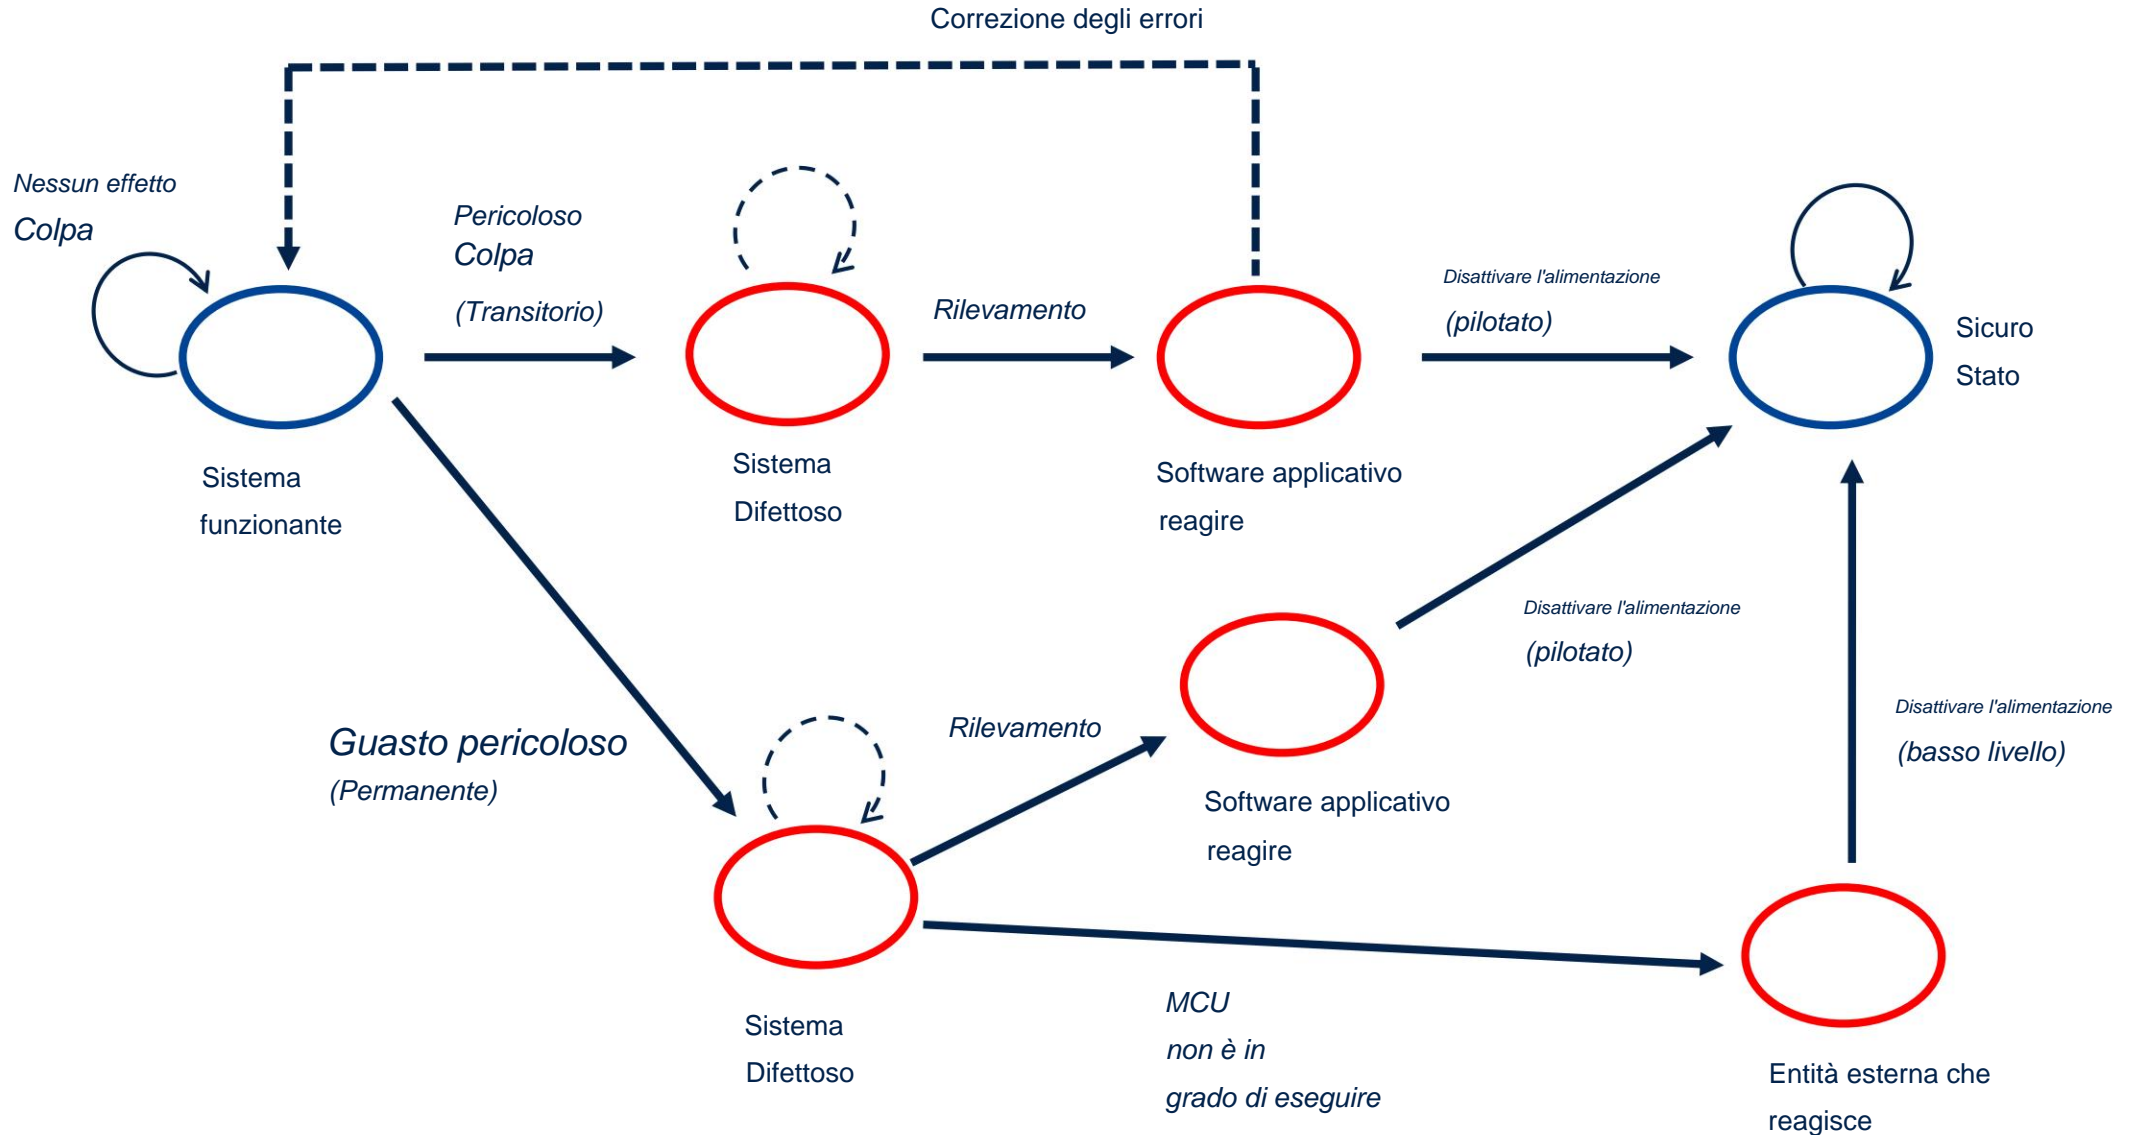 Correzione degli errori
Nessun effetto
Colpa
Pericoloso
Colpa
(Transitorio)
Rilevamento
Disattivare l'alimentazione
(pilotato)
Sicuro
Stato
Sistema
funzionante
Sistema
Difettoso
Software applicativo
reagire
Disattivare l'alimentazione
(pilotato)
Guasto pericoloso
(Permanente)
Rilevamento
Software applicativo
reagire
Disattivare l'alimentazione
(basso livello)
Sistema
Difettoso
MCU
non è in
grado di eseguire
Entità esterna che
reagisce